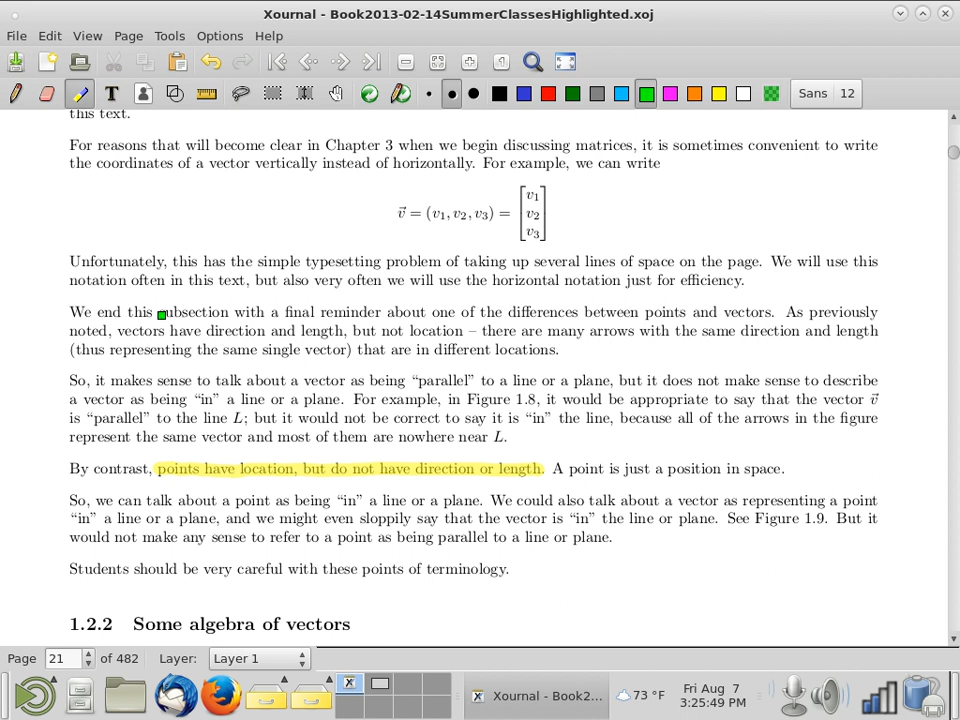 Xournal - Book2013-02-14SummerClassesHighlighted.xoj
File Edit View Page Tools Options Help
Sans 12
this text.
For reasons that will become clear in Chapter 3 when we begin discussing matrices, it is sometimes convenient to write
the coordinates of a vector vertically instead of horizontally. For example, we can write
v⃗ = (v₁, v₂, v₃) = [v₁
v₂
v₃]
Unfortunately, this has the simple typesetting problem of taking up several lines of space on the page. We will use this
notation often in this text, but also very often we will use the horizontal notation just for efficiency.
We end this subsection with a final reminder about one of the differences between points and vectors. As previously
noted, vectors have direction and length, but not location – there are many arrows with the same direction and length
(thus representing the same single vector) that are in different locations.
So, it makes sense to talk about a vector as being “parallel” to a line or a plane, but it does not make sense to describe
a vector as being “in” a line or a plane. For example, in Figure 1.8, it would be appropriate to say that the vector v⃗
is “parallel” to the line L; but it would not be correct to say it is “in” the line, because all of the arrows in the figure
represent the same vector and most of them are nowhere near L.
By contrast, points have location, but do not have direction or length. A point is just a position in space.
So, we can talk about a point as being “in” a line or a plane. We could also talk about a vector as representing a point
“in” a line or a plane, and we might even sloppily say that the vector is “in” the line or plane. See Figure 1.9. But it
would not make any sense to refer to a point as being parallel to a line or plane.
Students should be very careful with these points of terminology.
1.2.2 Some algebra of vectors
Page 21 of 482 Layer: Layer 1
Xournal - Book2... 73 °F Fri Aug 7
3:25:49 PM